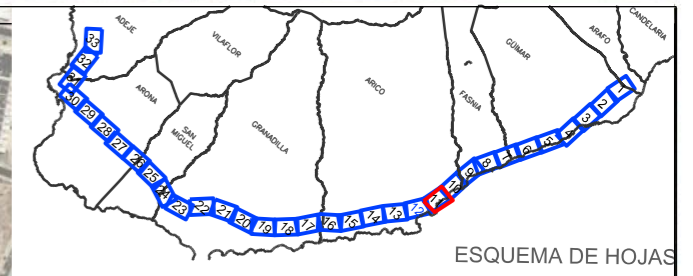 ADEJE
VILAFLOR
ARICO
GÜIMAR
ARAFO
CANDELARIA
ARONA
SAN
MIGUEL
GRANADILLA
FASNIA
33
32
31
30
29
28
27
26
25
24
23
22
21
20
19
18
17
16
15
14
13
12
11
10
9
8
7
6
5
4
3
2
1
ESQUEMA DE HOJAS